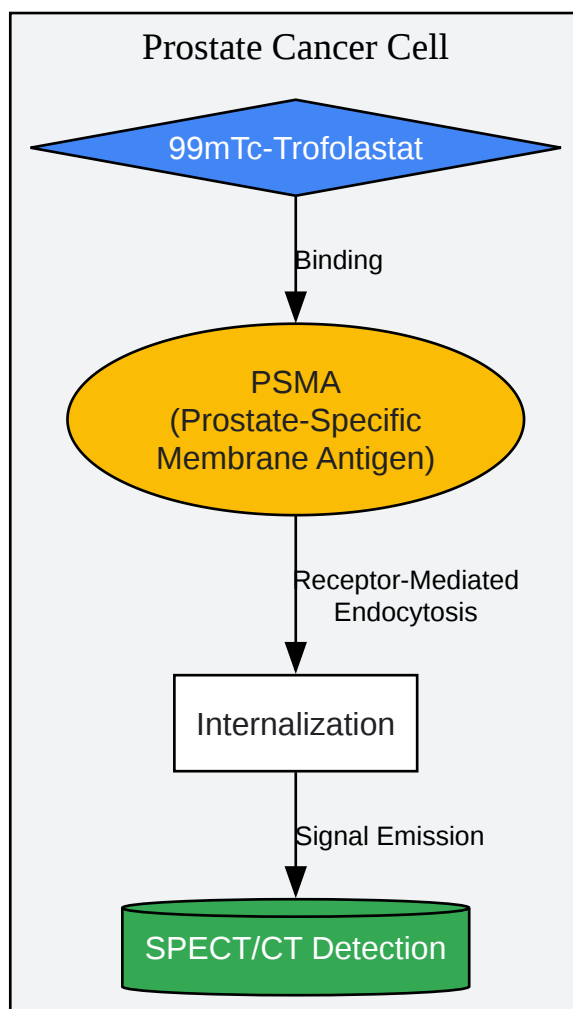 Prostate Cancer Cell
99mTc-Trofolastat
Binding
PSMA
(Prostate-Specific
Membrane Antigen)
Receptor-Mediated
Endocytosis
Internalization
Signal Emission
SPECT/CT Detection